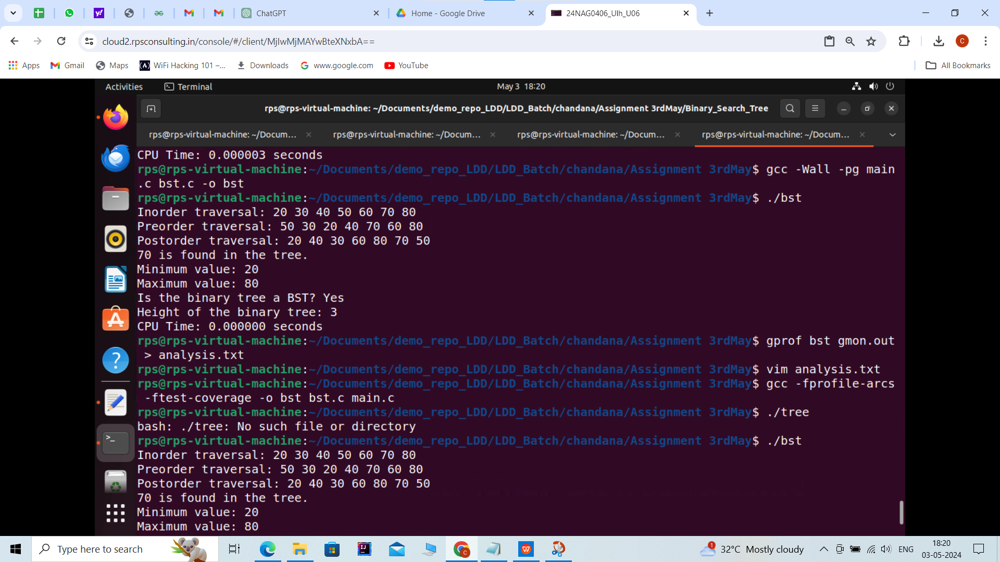 ChatGPT
Home - Google Drive
24NAG0406_Ulh_U06
cloud2.rpsconsulting.in/console/#/client/MjIwMjMAYwBteXNxbA==
C
Apps
Gmail
Maps
WiFi Hacking 101 –...
Downloads
www.google.com
YouTube
All Bookmarks
Activities
Terminal
May 3 18:20
rps@rps-virtual-machine: ~/Documents/demo_repo_LDD/LDD_Batch/chandana/Assignment 3rdMay/Binary_Search_Tree
rps@rps-virtual-machine: ~/Docum...
rps@rps-virtual-machine: ~/Docum...
rps@rps-virtual-machine: ~/Docum...
rps@rps-virtual-machine: ~/Docum...
CPU Time: 0.000003 seconds
rps@rps-virtual-machine:~/Documents/demo_repo_LDD/LDD_Batch/chandana/Assignment 3rdMay$ gcc -Wall -pg main
.c bst.c -o bst
rps@rps-virtual-machine:~/Documents/demo_repo_LDD/LDD_Batch/chandana/Assignment 3rdMay$ ./bst
Inorder traversal: 20 30 40 50 60 70 80
Preorder traversal: 50 30 20 40 70 60 80
Postorder traversal: 20 40 30 60 80 70 50
70 is found in the tree.
Minimum value: 20
Maximum value: 80
Is the binary tree a BST? Yes
Height of the binary tree: 3
CPU Time: 0.000000 seconds
rps@rps-virtual-machine:~/Documents/demo_repo_LDD/LDD_Batch/chandana/Assignment 3rdMay$ gprof bst gmon.out
 > analysis.txt
rps@rps-virtual-machine:~/Documents/demo_repo_LDD/LDD_Batch/chandana/Assignment 3rdMay$ vim analysis.txt
rps@rps-virtual-machine:~/Documents/demo_repo_LDD/LDD_Batch/chandana/Assignment 3rdMay$ gcc -fprofile-arcs
 -ftest-coverage -o bst bst.c main.c
rps@rps-virtual-machine:~/Documents/demo_repo_LDD/LDD_Batch/chandana/Assignment 3rdMay$ ./tree
bash: ./tree: No such file or directory
rps@rps-virtual-machine:~/Documents/demo_repo_LDD/LDD_Batch/chandana/Assignment 3rdMay$ ./bst
Inorder traversal: 20 30 40 50 60 70 80
Preorder traversal: 50 30 20 40 70 60 80
Postorder traversal: 20 40 30 60 80 70 50
70 is found in the tree.
Minimum value: 20
Maximum value: 80
Type here to search
1
32°C Mostly cloudy
ENG
18:20
03-05-2024